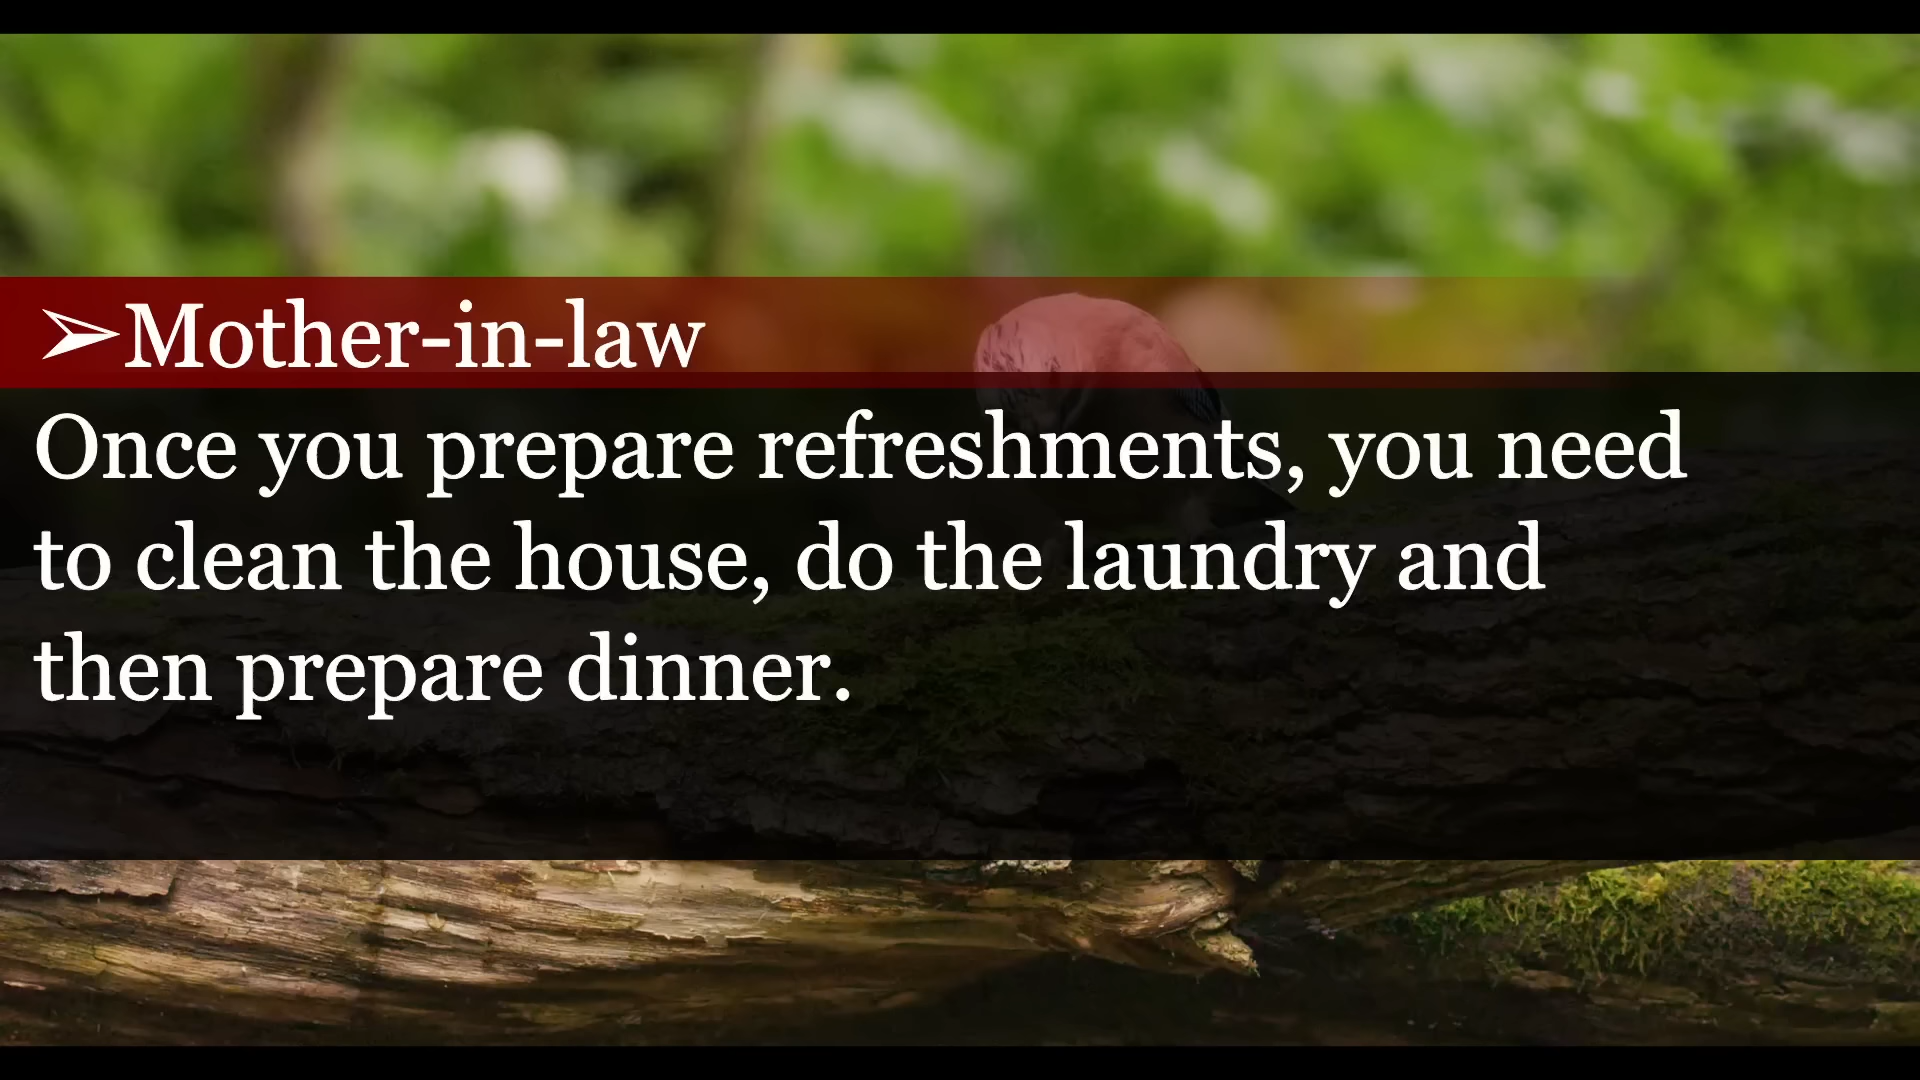 ➢Mother-in-law
Once you prepare refreshments, you need
to clean the house, do the laundry and
then prepare dinner.